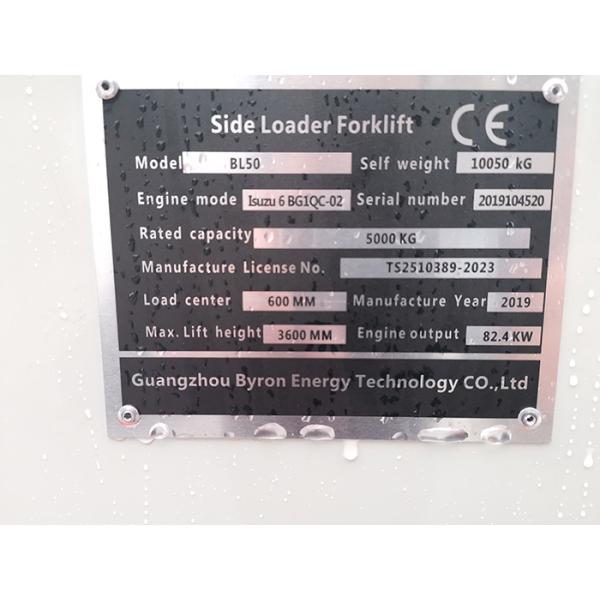 Side Loader Forklift CE
Model BL50 Self weight 10050 kG
Engine mode Isuzu 6 BG1QC-02 Serial number 2019104520
Rated capacity 5000 KG
Manufacture License No. TS2510389-2023
Load center 600 MM Manufacture Year 2019
Max. Lift height 3600 MM Engine output 82.4 KW
Guangzhou Byron Energy Technology CO.,Ltd